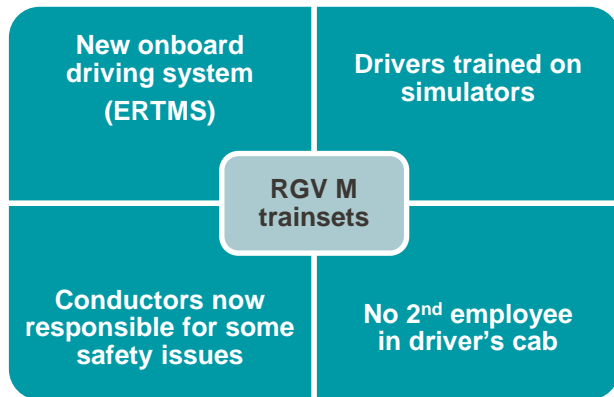 New onboard
driving system
(ERTMS)
Drivers trained on
simulators
RGV M
trainsets
Conductors now
responsible for some
safety issues
No 2nd employee
in driver's cab